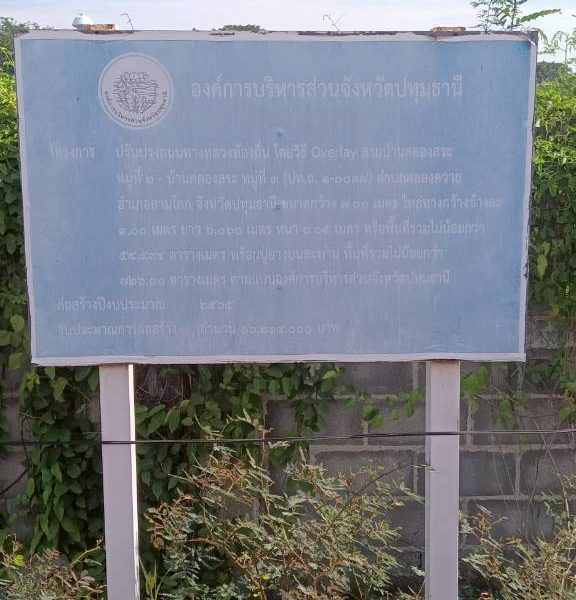 องค์การบริหารส่วนจังหวัดปทุมธานี
โครงการ ปรับปรุงถนนทางหลวงท้องถิ่น โดยวิธี Overlay สายบ้านคลองสระ
หมู่ที่ ๒ - บ้านคลองสระ หมู่ที่ ๓ (ปท.ถ. ๑-๐๐๓๗) ตำบลคลองควาย
อำเภอสามโคก จังหวัดปทุมธานี ขนาดกว้าง ๗.๐๐ เมตร ไหล่ทางกว้างข้างละ
๑.๐๐ เมตร ยาว ๖,๐๖๖ เมตร หนา ๐.๐๕ เมตร หรือพื้นที่รวมไม่น้อยกว่า
๕๔,๕๙๔ ตารางเมตร พร้อมปูยางบนสะพาน พื้นที่รวมไม่น้อยกว่า
๗๒๖.๐๐ ตารางเมตร ตามแบบองค์การบริหารส่วนจังหวัดปทุมธานี
ก่อสร้างปีงบประมาณ ๒๕๖๕
งบประมาณการก่อสร้าง จำนวน ๓๖,๒๑๔,๐๐๐ บาท